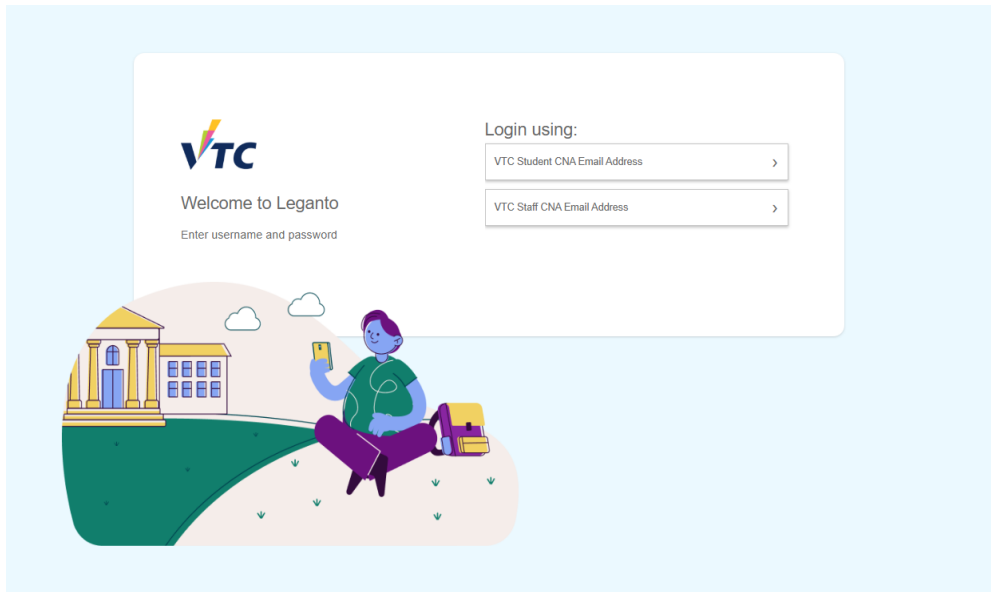 VTC
Welcome to Leganto
Enter username and password
Login using:
VTC Student CNA Email Address
VTC Staff CNA Email Address